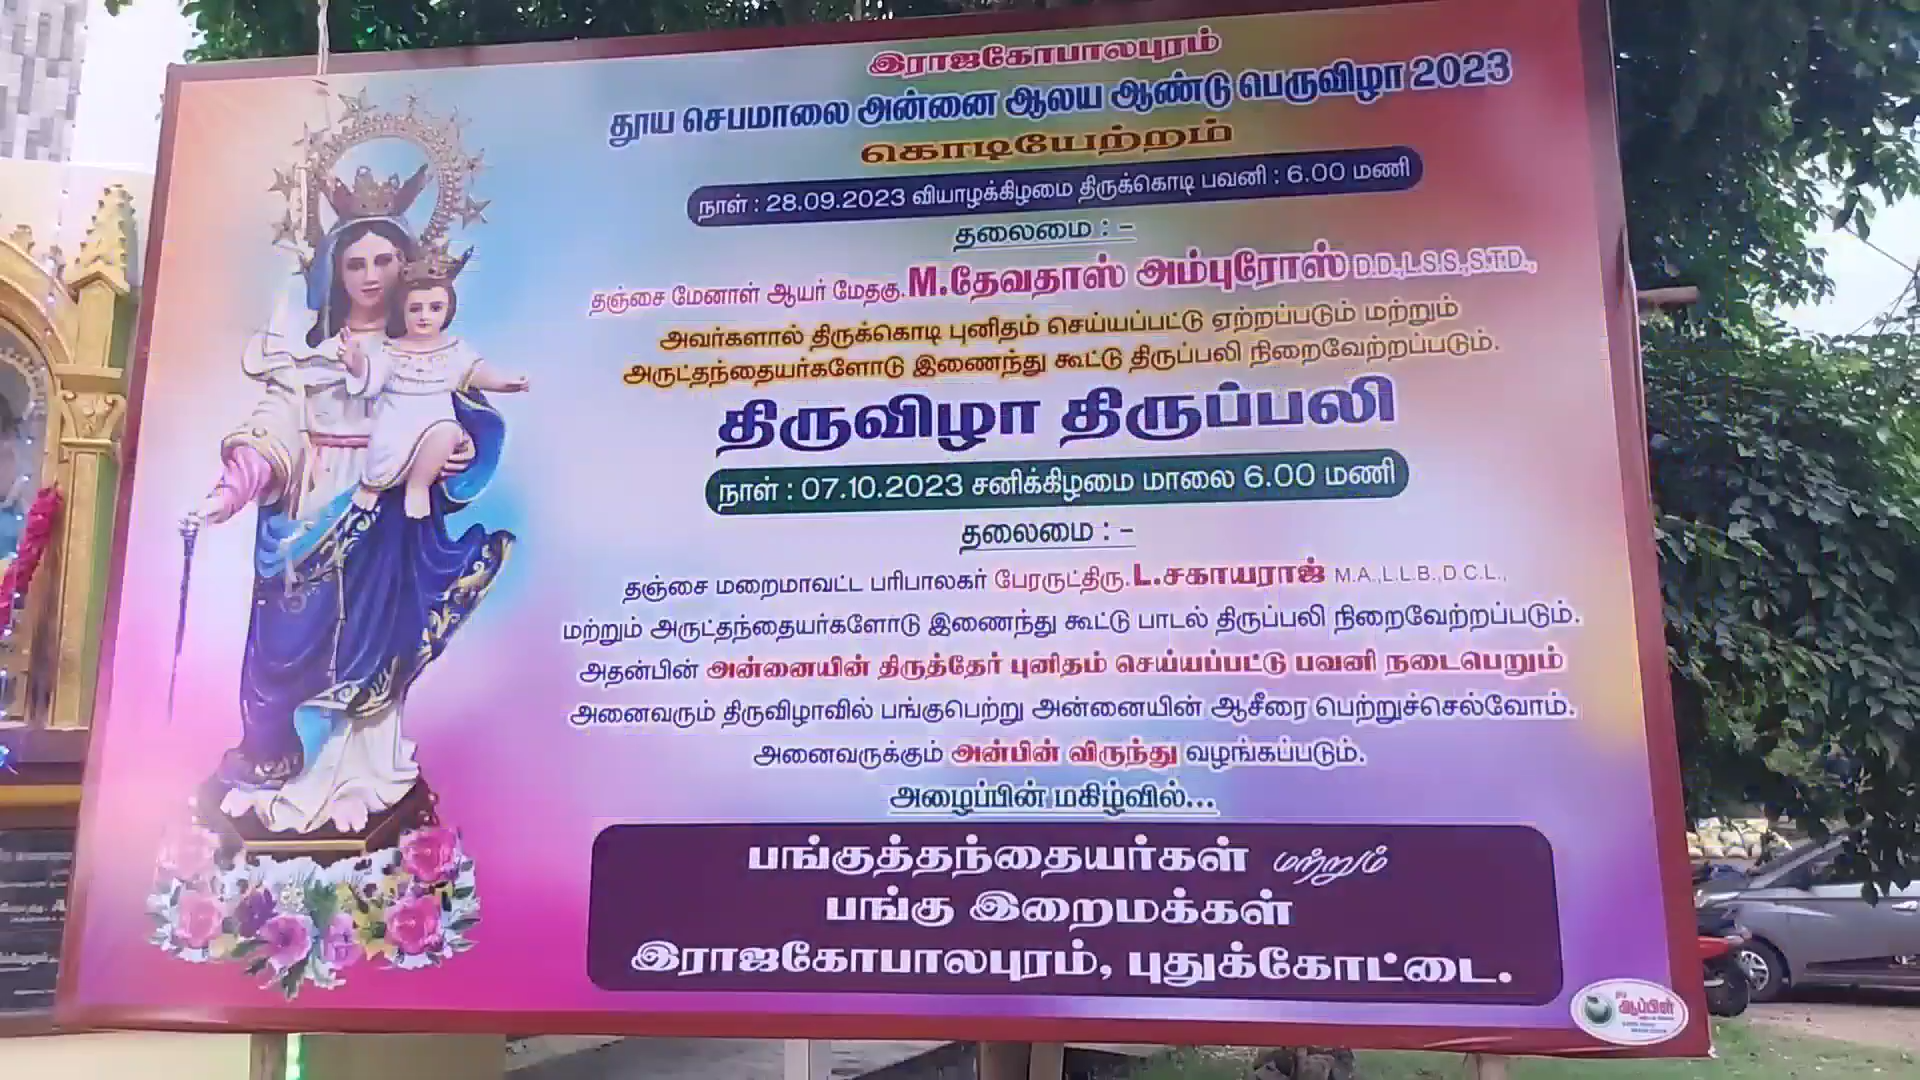 இராஜகோபாலபுரம்
தூய செபமாலை அன்னை ஆலய ஆண்டு பெருவிழா 2023
கொடியேற்றம்
நாள் : 28.09.2023 வியாழக்கிழமை திருக்கொடி பவனி : 6.00 மணி
தலைமை : -
தஞ்சை மேனாள் ஆயர் மேதகு. M.தேவதாஸ் அம்புரோஸ் D.D.,L.S.S.,S.T.D.,
அவர்களால் திருக்கொடி புனிதம் செய்யப்பட்டு ஏற்றப்படும் மற்றும்
அருட்தந்தையர்களோடு இணைந்து கூட்டு திருப்பலி நிறைவேற்றப்படும்.
திருவிழா திருப்பலி
நாள் : 07.10.2023 சனிக்கிழமை மாலை 6.00 மணி
தலைமை : -
தஞ்சை மறைமாவட்ட பரிபாலகர் பேரருட்திரு. L.சகாயராஜ் M.A.,L.L.B.,D.C.L.,
மற்றும் அருட்தந்தையர்களோடு இணைந்து கூட்டு பாடல் திருப்பலி நிறைவேற்றப்படும்.
அதன்பின் அன்னையின் திருத்தேர் புனிதம் செய்யப்பட்டு பவனி நடைபெறும்
அனைவரும் திருவிழாவில் பங்குபெற்று அன்னையின் ஆசீரை பெற்றுச்செல்வோம்.
அனைவருக்கும் அன்பின் விருந்து வழங்கப்படும்.
அழைப்பின் மகிழ்வில்...
பங்குத்தந்தையர்கள் மற்றும்
பங்கு இறைமக்கள்
இராஜகோபாலபுரம், புதுக்கோட்டை.
ஆப்பிள்